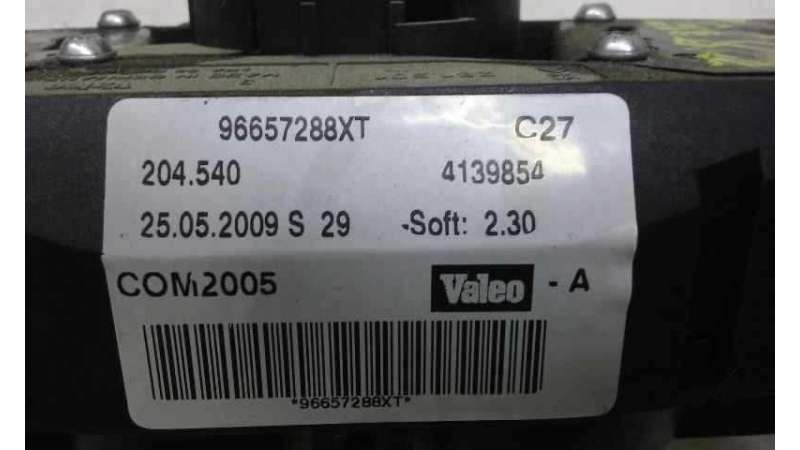 96657288XT C27
204.540 4139854
25.05.2009 S 29 -Soft: 2.30
COM2005 Valeo - A
*96657288XT*